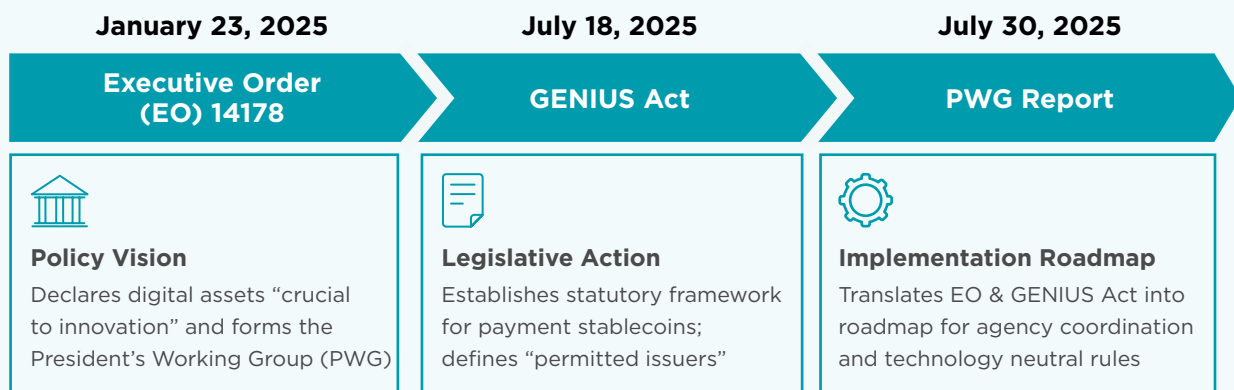 January 23, 2025
Executive Order
(EO) 14178
Policy Vision
Declares digital assets “crucial
to innovation” and forms the
President’s Working Group (PWG)
July 18, 2025
GENIUS Act
Legislative Action
Establishes statutory framework
for payment stablecoins;
defines “permitted issuers”
July 30, 2025
PWG Report
Implementation Roadmap
Translates EO & GENIUS Act into
roadmap for agency coordination
and technology neutral rules